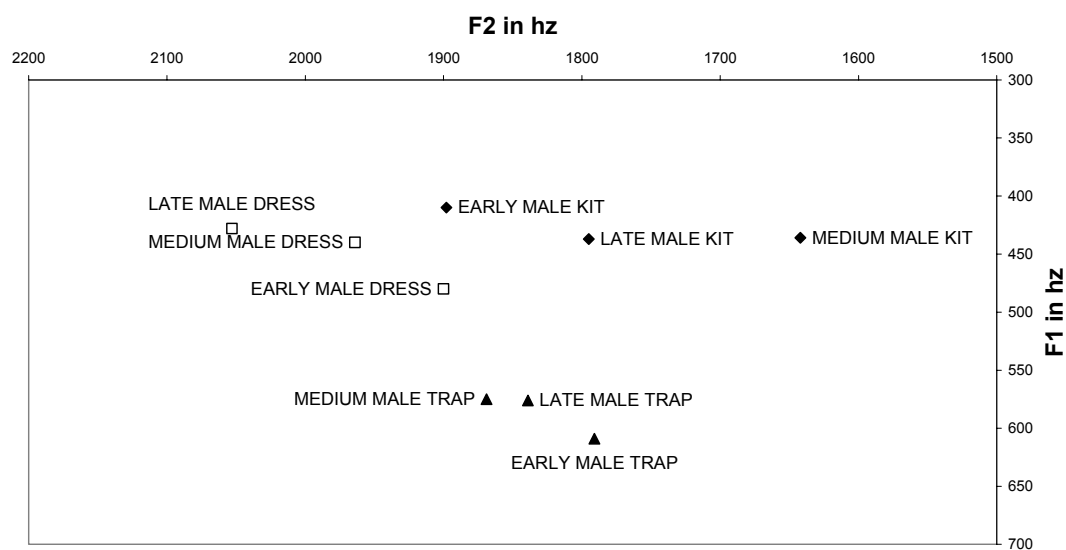 F2 in hz
2200 2100 2000 1900 1800 1700 1600 1500
300
350
LATE MALE DRESS
400
EARLY MALE KIT
MEDIUM MALE DRESS
LATE MALE KIT
MEDIUM MALE KIT
450
EARLY MALE DRESS
500
F1 in hz
550
MEDIUM MALE TRAP
LATE MALE TRAP
600
EARLY MALE TRAP
650
700